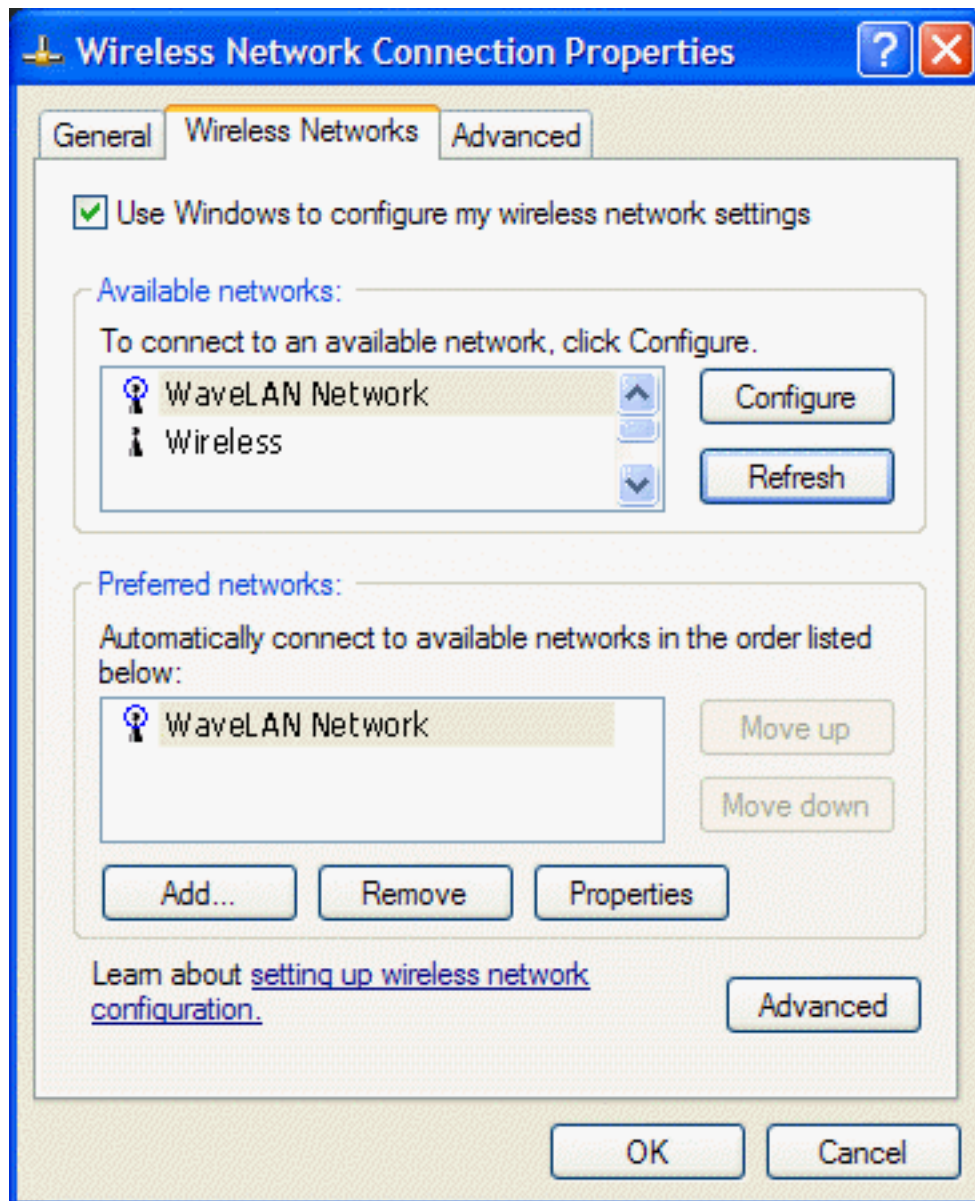 Wireless Network Connection Properties
General Wireless Networks Advanced
Use Windows to configure my wireless network settings
Available networks:
To connect to an available network, click Configure.
WaveLAN Network
Wireless
Configure
Refresh
Preferred networks:
Automatically connect to available networks in the order listed
below:
WaveLAN Network
Move up
Move down
Add... Remove Properties
Learn about setting up wireless network
configuration.
Advanced
OK Cancel